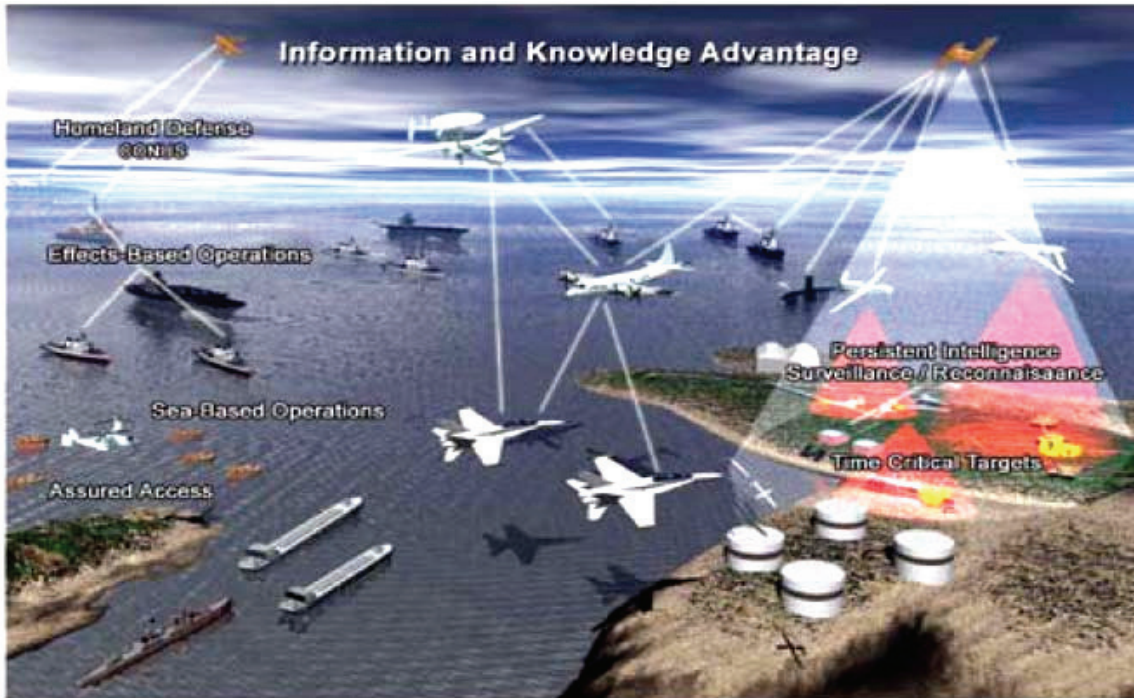 Information and Knowledge Advantage
Homeland Defense
CONUS
Effects-Based Operations
Persistent Intelligence
Surveillance / Reconnaisaance
Sea-Based Operations
Time Critical Targets
Assured Access